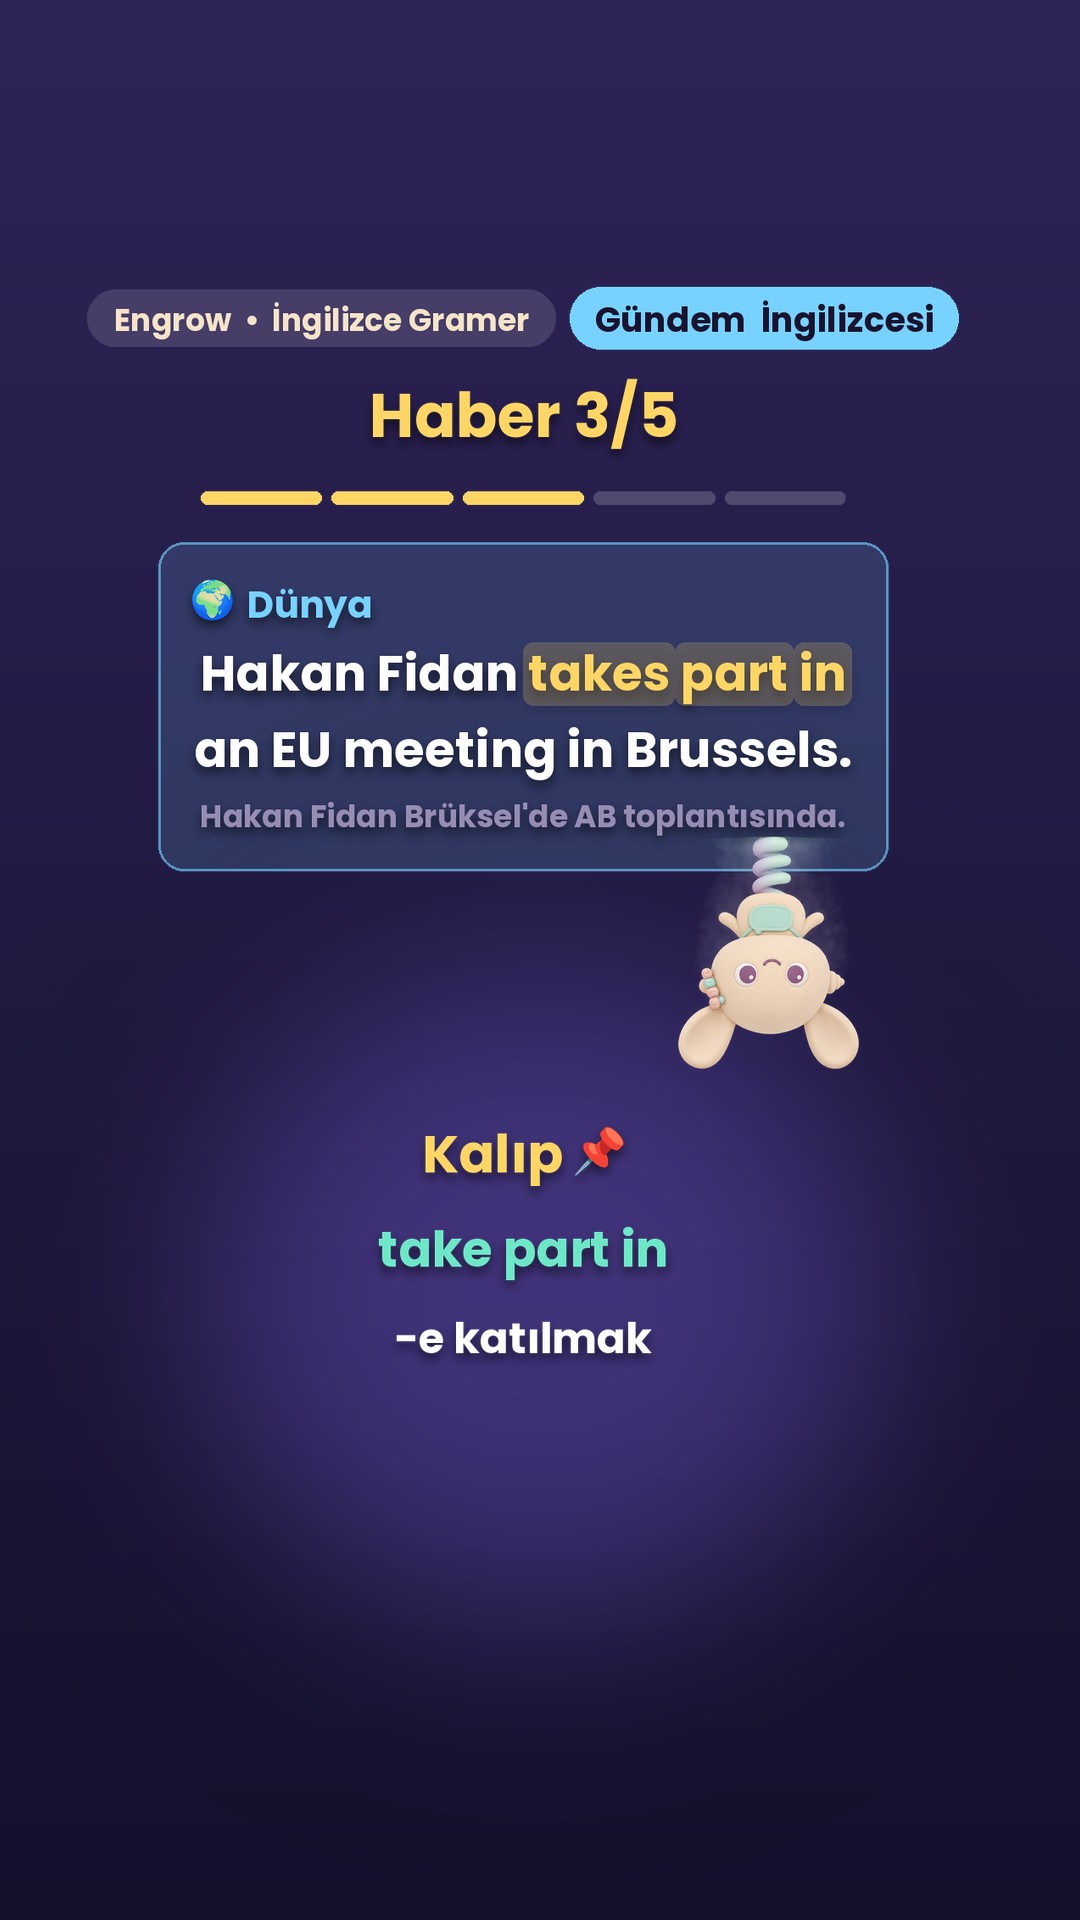 Engrow • İngilizce Gramer
Gündem İngilizcesi
Haber 3/5
Dünya
Hakan Fidan takes part in
an EU meeting in Brussels.
Hakan Fidan Brüksel'de AB toplantısında.
Kalıp
take part in
-e katılmak